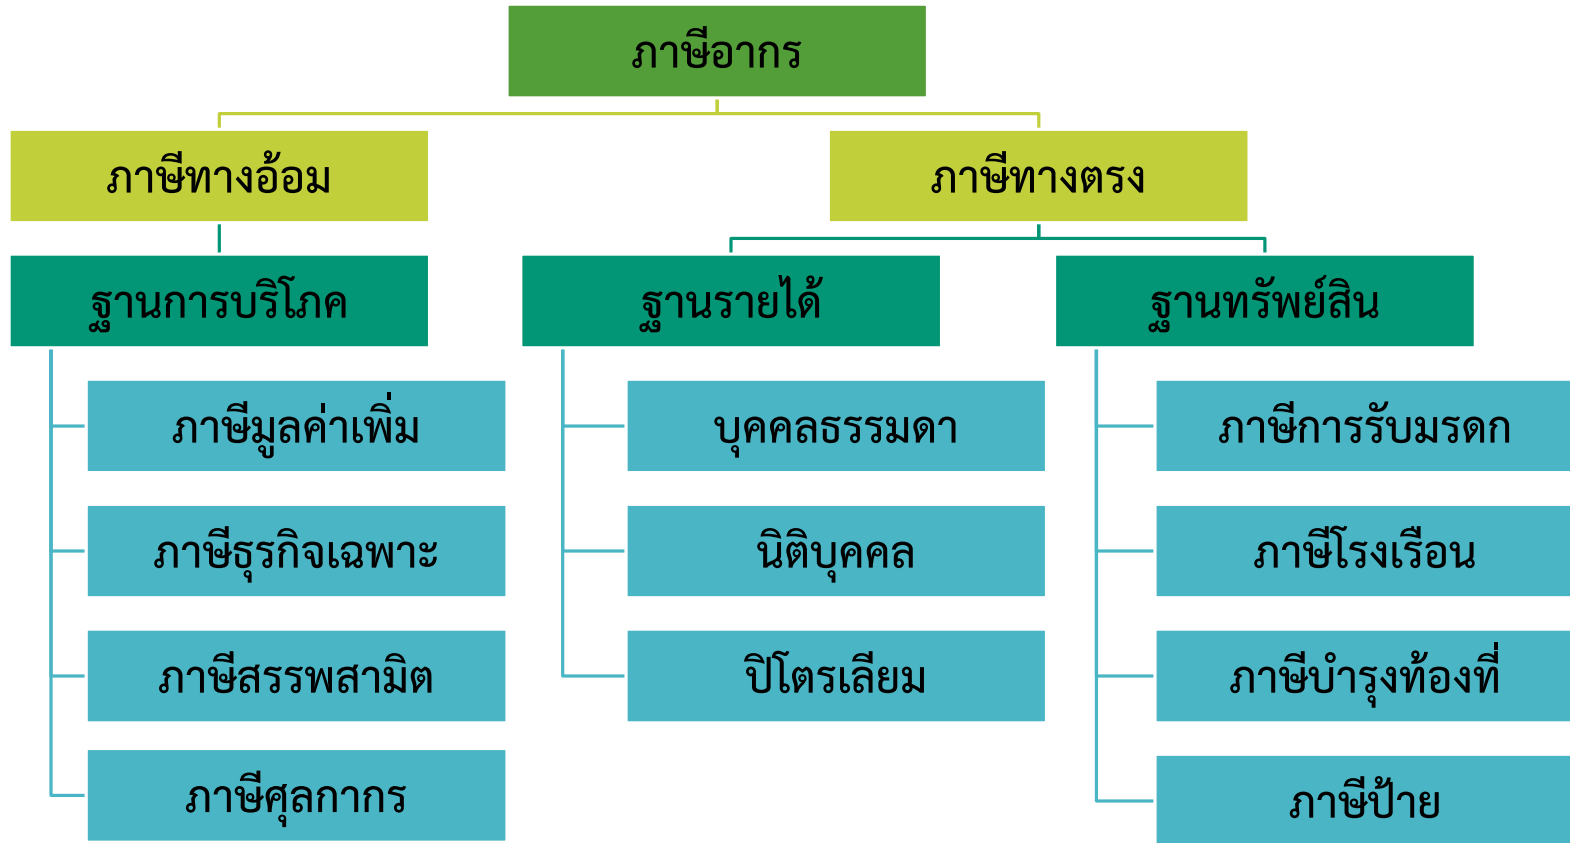 ภาษีอากร
ภาษีทางอ้อม
ภาษีทางตรง
ฐานการบริโภค
ฐานรายได้
ฐานทรัพย์สิน
ภาษีมูลค่าเพิ่ม
บุคคลธรรมดา
ภาษีการรับมรดก
ภาษีธุรกิจเฉพาะ
นิติบุคคล
ภาษีโรงเรือน
ภาษีสรรพสามิต
ปิโตรเลียม
ภาษีบำรุงท้องที่
ภาษีศุลกากร
ภาษีป้าย